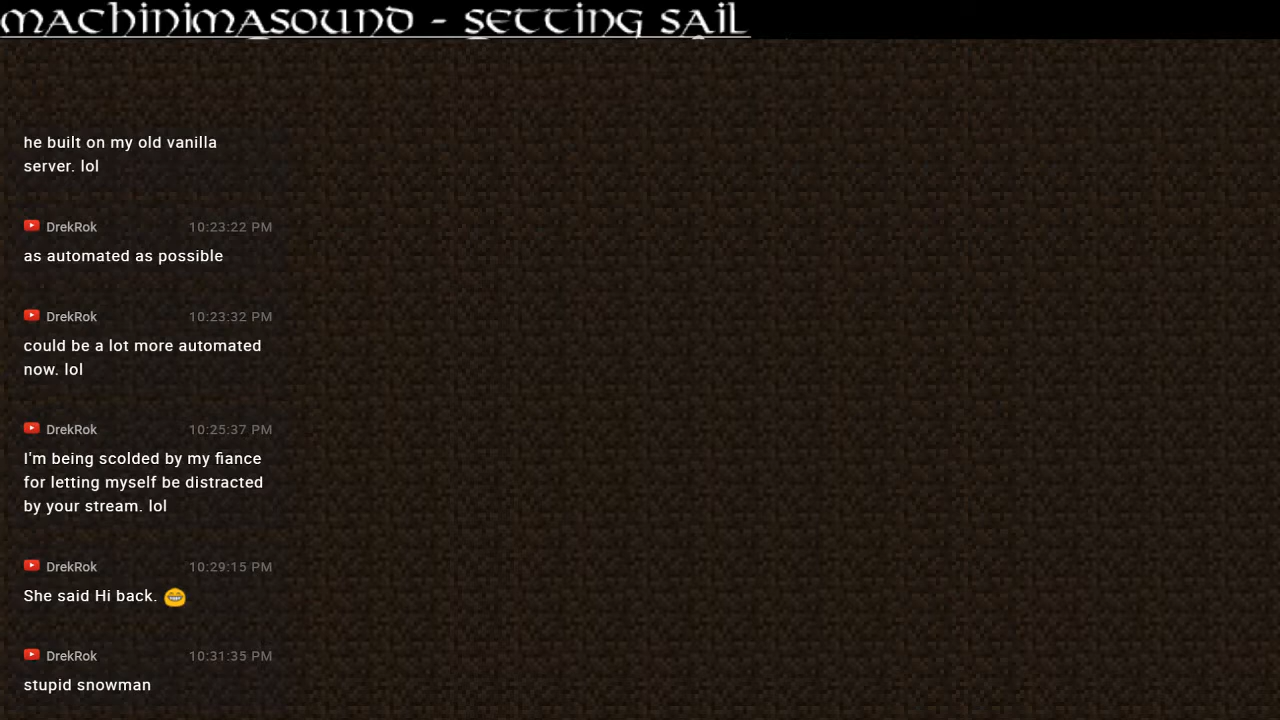 machinimasound - setting sail
he built on my old vanilla
server. lol
DrekRok 10:23:22 PM
as automated as possible
DrekRok 10:23:32 PM
could be a lot more automated
now. lol
DrekRok 10:25:37 PM
I'm being scolded by my fiance
for letting myself be distracted
by your stream. lol
DrekRok 10:29:15 PM
She said Hi back. 😁
DrekRok 10:31:35 PM
stupid snowman